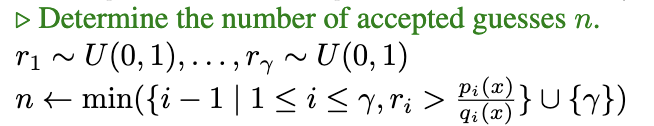 ▷ Determine the number of accepted guesses n.
r₁ ∼ U(0, 1), . . . , r_γ ∼ U(0, 1)
n ← min({i − 1 | 1 ≤ i ≤ γ, r_i > p_i(x)/q_i(x)} ∪ {γ})